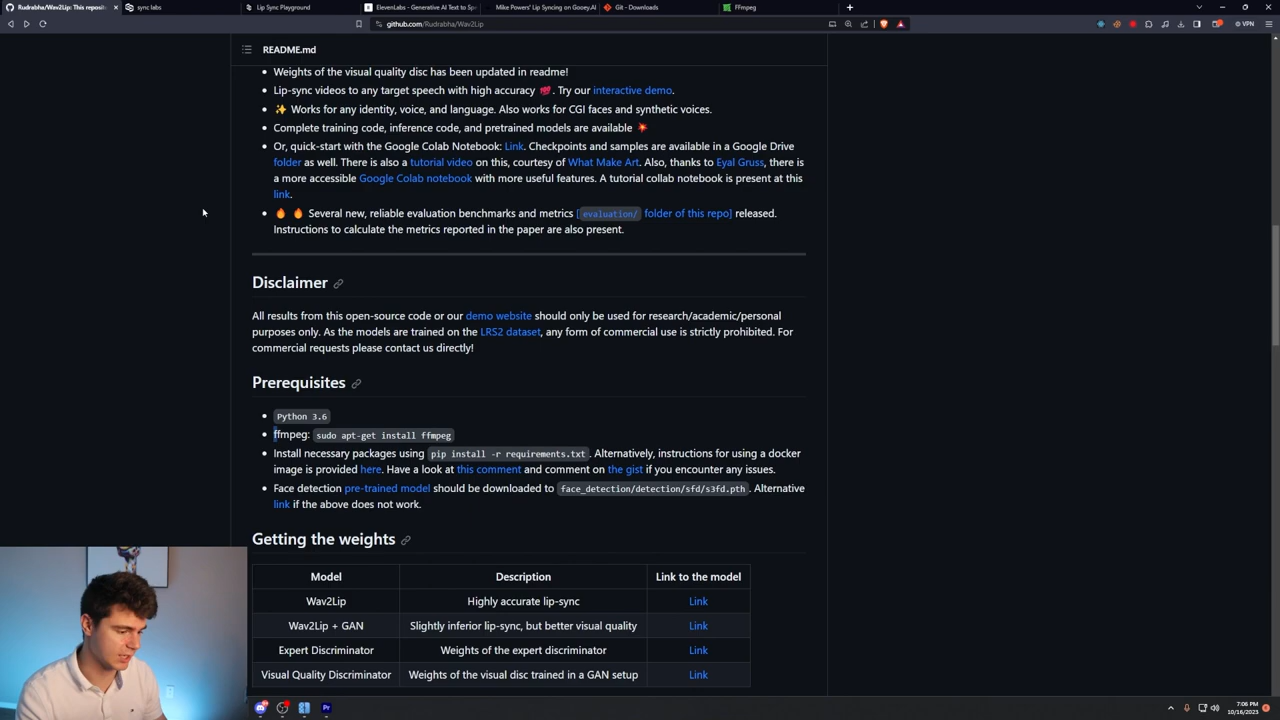 Rudrabha/Wav2Lip: This reposit
sync labs
Lip Sync Playground
ElevenLabs - Generative AI Text to Spe
Mike Powers' Lip Syncing on Gooey.AI
Git - Downloads
FFmpeg
github.com/Rudrabha/Wav2Lip
VPN
README.md
Weights of the visual quality disc has been updated in readme!
Lip-sync videos to any target speech with high accuracy 💯. Try our interactive demo.
✨ Works for any identity, voice, and language. Also works for CGI faces and synthetic voices.
Complete training code, inference code, and pretrained models are available 💥
Or, quick-start with the Google Colab Notebook: Link. Checkpoints and samples are available in a Google Drive
folder as well. There is also a tutorial video on this, courtesy of What Make Art. Also, thanks to Eyal Gruss, there is
a more accessible Google Colab notebook with more useful features. A tutorial collab notebook is present at this
link.
🔥 🔥 Several new, reliable evaluation benchmarks and metrics [evaluation/ folder of this repo] released.
Instructions to calculate the metrics reported in the paper are also present.
Disclaimer
All results from this open-source code or our demo website should only be used for research/academic/personal
purposes only. As the models are trained on the LRS2 dataset, any form of commercial use is strictly prohibited. For
commercial requests please contact us directly!
Prerequisites
Python 3.6
ffmpeg: sudo apt-get install ffmpeg
Install necessary packages using pip install -r requirements.txt. Alternatively, instructions for using a docker
image is provided here. Have a look at this comment and comment on the gist if you encounter any issues.
Face detection pre-trained model should be downloaded to face_detection/detection/sfd/s3fd.pth. Alternative
link if the above does not work.
Getting the weights
Model Description Link to the model
Wav2Lip Highly accurate lip-sync Link
Wav2Lip + GAN Slightly inferior lip-sync, but better visual quality Link
Expert Discriminator Weights of the expert discriminator Link
Visual Quality Discriminator Weights of the visual disc trained in a GAN setup Link
Pr
7:06 PM
10/16/2023